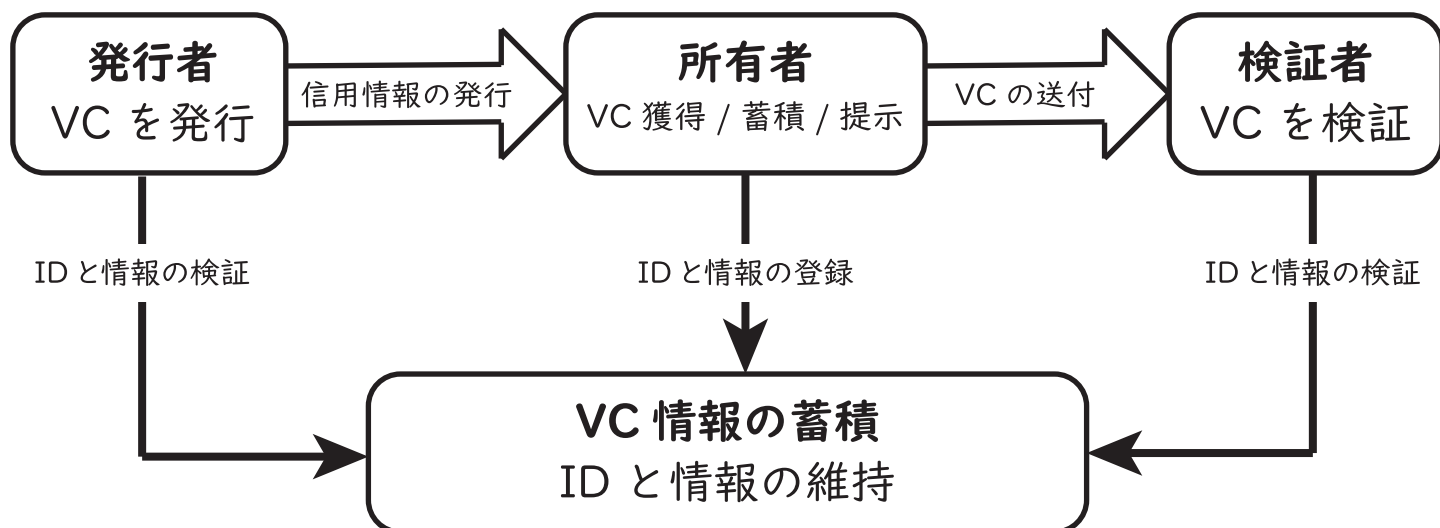 発行者
VC を発行
信用情報の発行
所有者
VC 獲得 / 蓄積 / 提示
VC の送付
検証者
VC を検証
ID と情報の検証
ID と情報の登録
ID と情報の検証
VC 情報の蓄積
ID と情報の維持